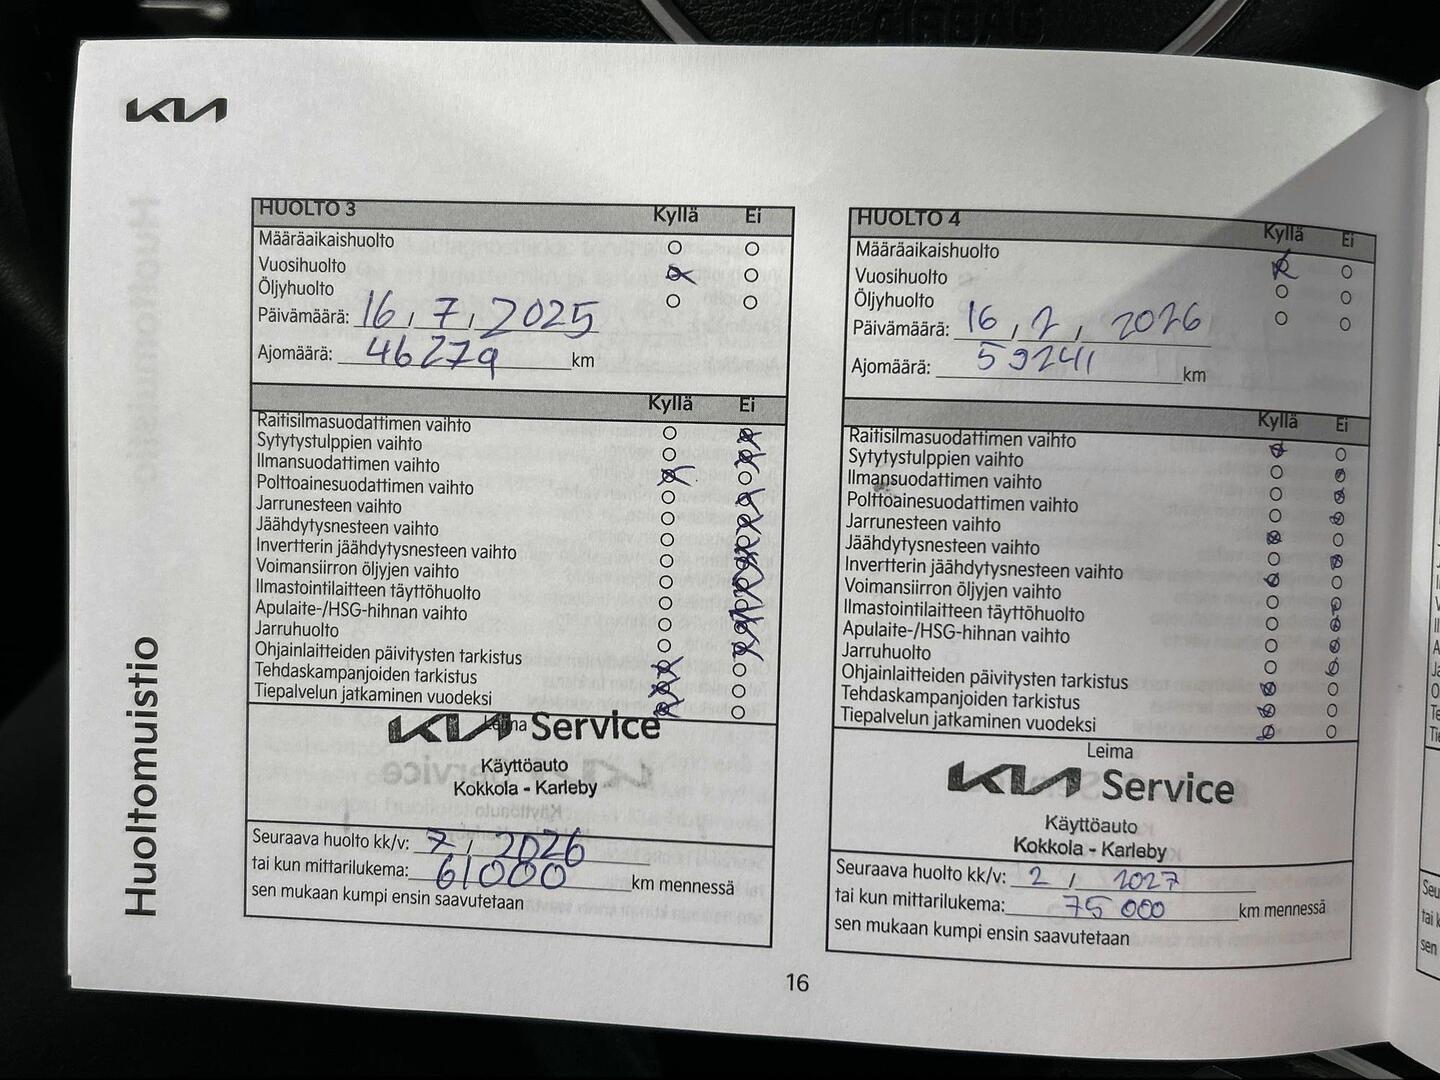 KIA
Huoltomuistio
HUOLTO 3 Kyllä Ei
Määräaikaishuolto
Vuosihuolto
Öljyhuolto
Päivämäärä: 16, 7, 2025
Ajomäärä: 46279 km
Kyllä Ei
Raitisilmasuodattimen vaihto
Sytytystulppien vaihto
Ilmansuodattimen vaihto
Polttoainesuodattimen vaihto
Jarrunesteen vaihto
Jäähdytysnesteen vaihto
Invertterin jäähdytysnesteen vaihto
Voimansiirron öljyjen vaihto
Ilmastointilaitteen täyttöhuolto
Apulaite-/HSG-hihnan vaihto
Jarruhuolto
Ohjainlaitteiden päivitysten tarkistus
Tehdaskampanjoiden tarkistus
Tiepalvelun jatkaminen vuodeksi
Leima
KIA Service
Käyttöauto
Kokkola - Karleby
Seuraava huolto kk/v: 7, 2026
tai kun mittarilukema: 61000 km mennessä
sen mukaan kumpi ensin saavutetaan
HUOLTO 4 Kyllä Ei
Määräaikaishuolto
Vuosihuolto
Öljyhuolto
Päivämäärä: 16, 2, 2026
Ajomäärä: 59241 km
Kyllä Ei
Raitisilmasuodattimen vaihto
Sytytystulppien vaihto
Ilmansuodattimen vaihto
Polttoainesuodattimen vaihto
Jarrunesteen vaihto
Jäähdytysnesteen vaihto
Invertterin jäähdytysnesteen vaihto
Voimansiirron öljyjen vaihto
Ilmastointilaitteen täyttöhuolto
Apulaite-/HSG-hihnan vaihto
Jarruhuolto
Ohjainlaitteiden päivitysten tarkistus
Tehdaskampanjoiden tarkistus
Tiepalvelun jatkaminen vuodeksi
Leima
KIA Service
Käyttöauto
Kokkola - Karleby
Seuraava huolto kk/v: 2, 2027
tai kun mittarilukema: 75 000 km mennessä
sen mukaan kumpi ensin saavutetaan
16
AIRBAG